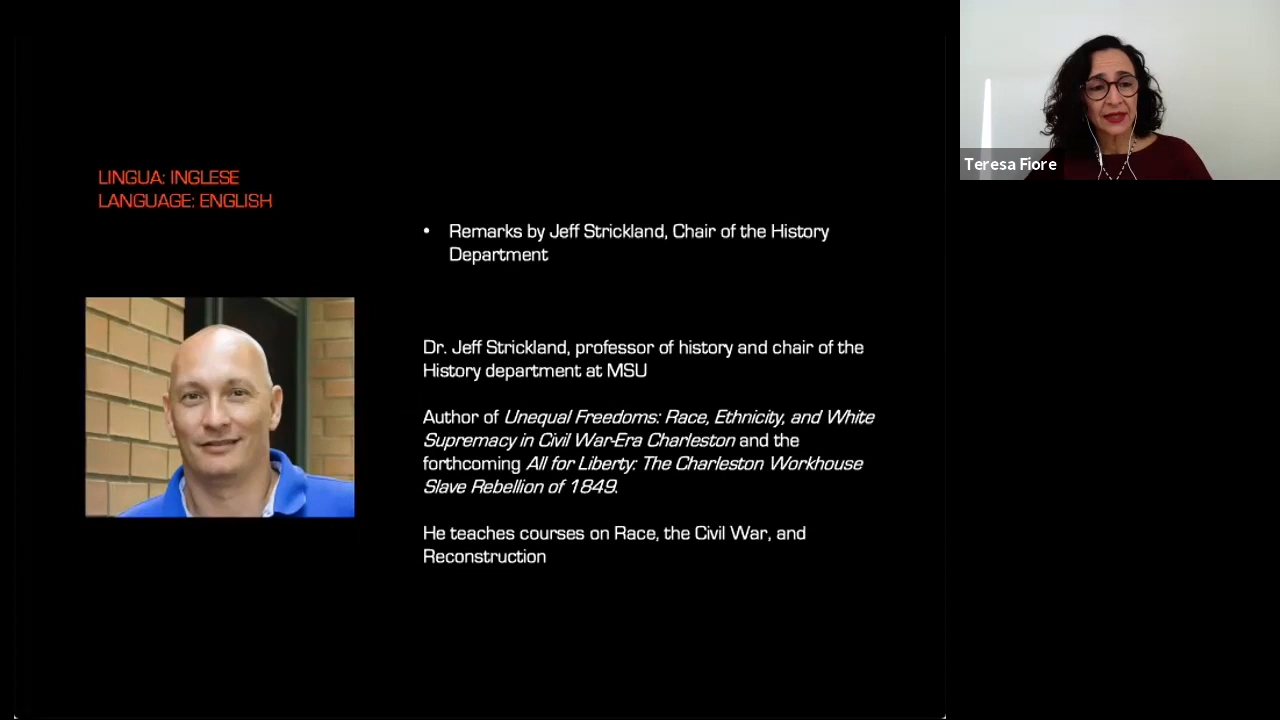 LINGUA: INGLESE
LANGUAGE: ENGLISH
• Remarks by Jeff Strickland, Chair of the History
Department
Dr. Jeff Strickland, professor of history and chair of the
History department at MSU
Author of Unequal Freedoms: Race, Ethnicity, and White
Supremacy in Civil War-Era Charleston and the
forthcoming All for Liberty: The Charleston Workhouse
Slave Rebellion of 1849.
He teaches courses on Race, the Civil War, and
Reconstruction
Teresa Fiore